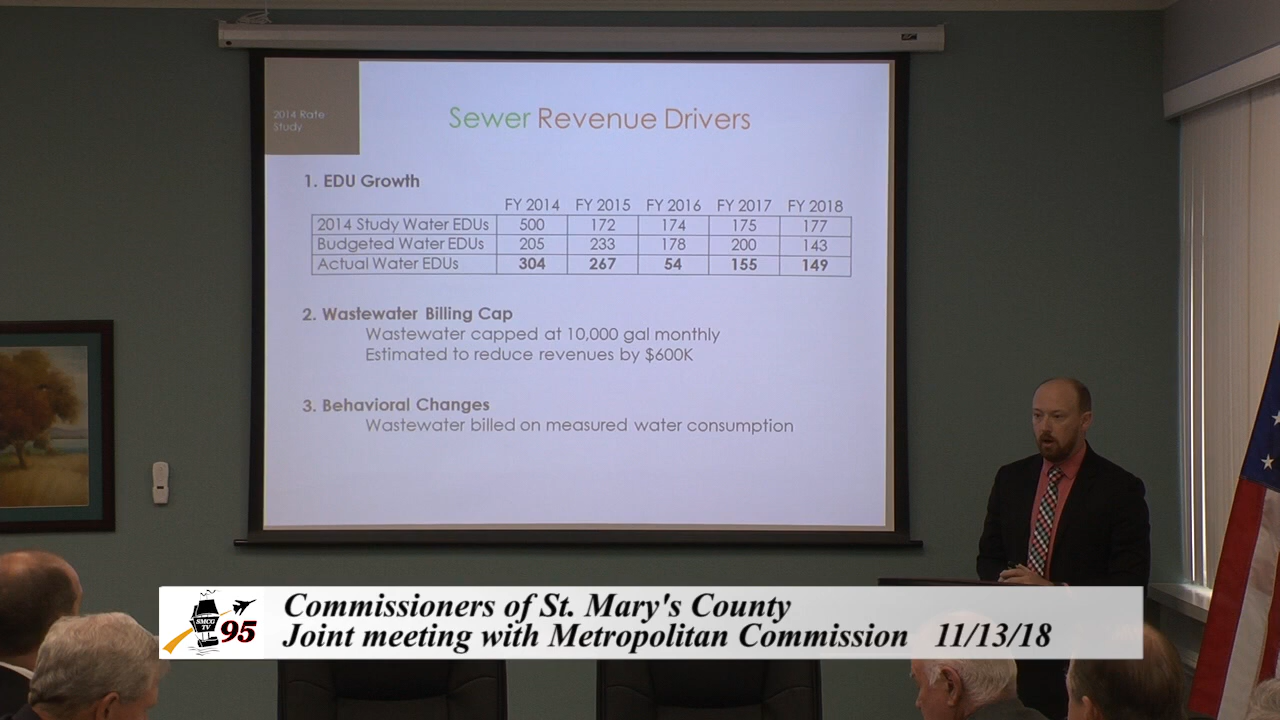 2014 Rate
Study
Sewer Revenue Drivers
1. EDU Growth
FY 2014 FY 2015 FY 2016 FY 2017 FY 2018
2014 Study Water EDUs 500 172 174 175 177
Budgeted Water EDUs 205 233 178 200 143
Actual Water EDUs 304 267 54 155 149
2. Wastewater Billing Cap
Wastewater capped at 10,000 gal monthly
Estimated to reduce revenues by $600K
3. Behavioral Changes
Wastewater billed on measured water consumption
SMCG
TV
95
Commissioners of St. Mary's County
Joint meeting with Metropolitan Commission 11/13/18